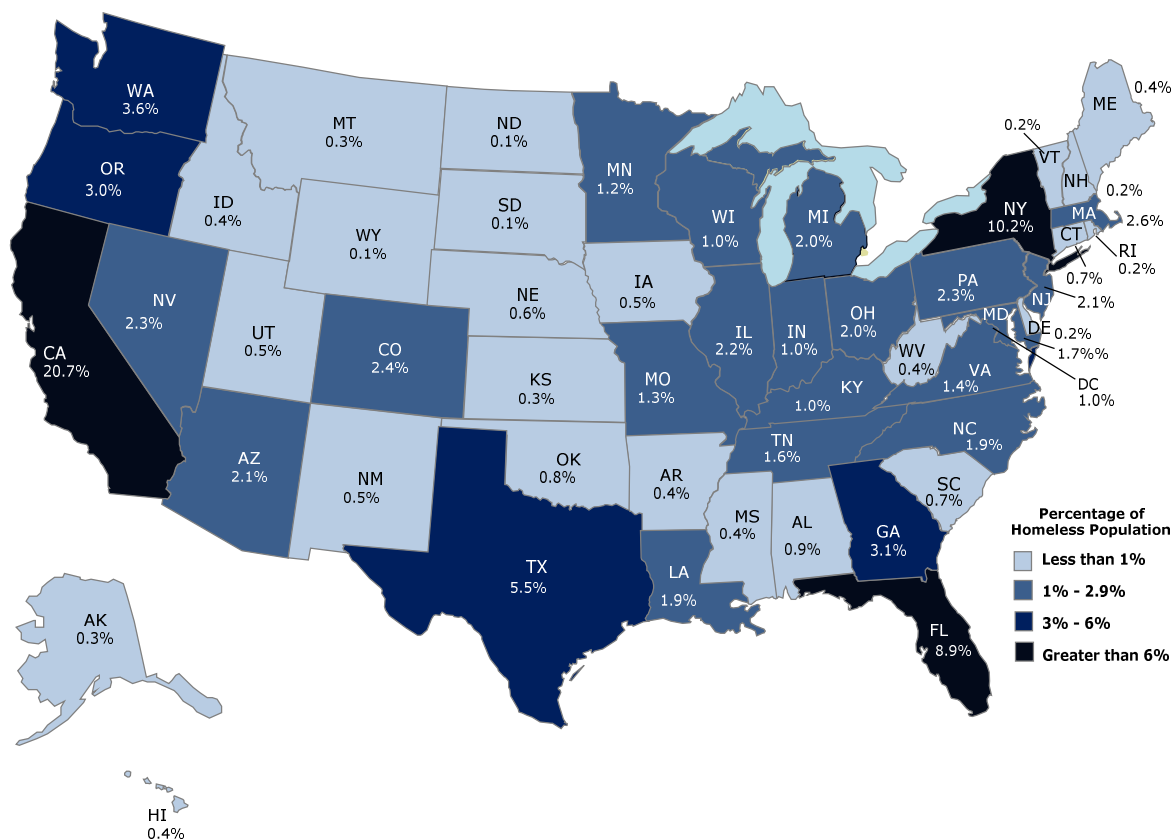 WA
3.6%
MT
0.3%
ND
0.1%
MN
1.2%
ME
0.4%
0.2%
VT
NH
0.2%
OR
3.0%
ID
0.4%
SD
0.1%
WI
1.0%
MI
2.0%
NY
10.2%
MA
2.6%
WY
0.1%
CT
0.7%
RI
0.2%
IA
0.5%
NE
0.6%
PA
2.3%
NJ
2.1%
NV
2.3%
UT
0.5%
CO
2.4%
IL
2.2%
IN
1.0%
OH
2.0%
MD
DE
0.2%
1.7%%
DC
1.0%
WV
0.4%
VA
1.4%
CA
20.7%
KS
0.3%
MO
1.3%
KY
1.0%
AZ
2.1%
NM
0.5%
OK
0.8%
AR
0.4%
TN
1.6%
NC
1.9%
SC
0.7%
MS
0.4%
AL
0.9%
GA
3.1%
TX
5.5%
LA
1.9%
FL
8.9%
AK
0.3%
HI
0.4%
Percentage of
Homeless Population
Less than 1%
1% - 2.9%
3% - 6%
Greater than 6%